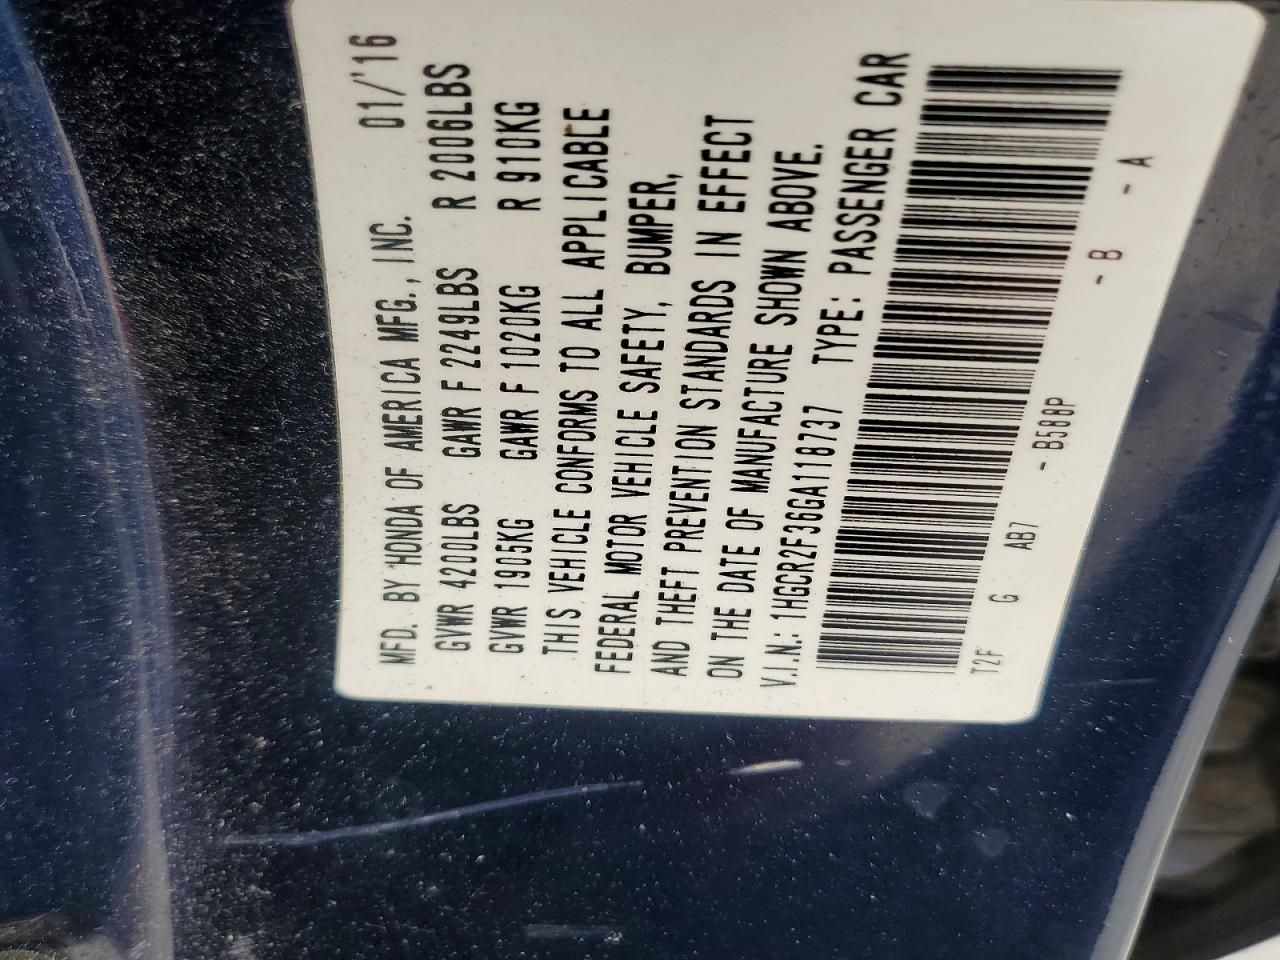 MFD. BY HONDA OF AMERICA MFG., INC. 01/'16
GVWR 4200LBS GAWR F 2249LBS R 2006LBS
GVWR 1905KG GAWR F 1020KG R 910KG
THIS VEHICLE CONFORMS TO ALL APPLICABLE
FEDERAL MOTOR VEHICLE SAFETY, BUMPER,
AND THEFT PREVENTION STANDARDS IN EFFECT
ON THE DATE OF MANUFACTURE SHOWN ABOVE.
V.I.N.: 1HGCR2F36GA118737 TYPE: PASSENGER CAR
T2F G AB7 - B588P - B - A